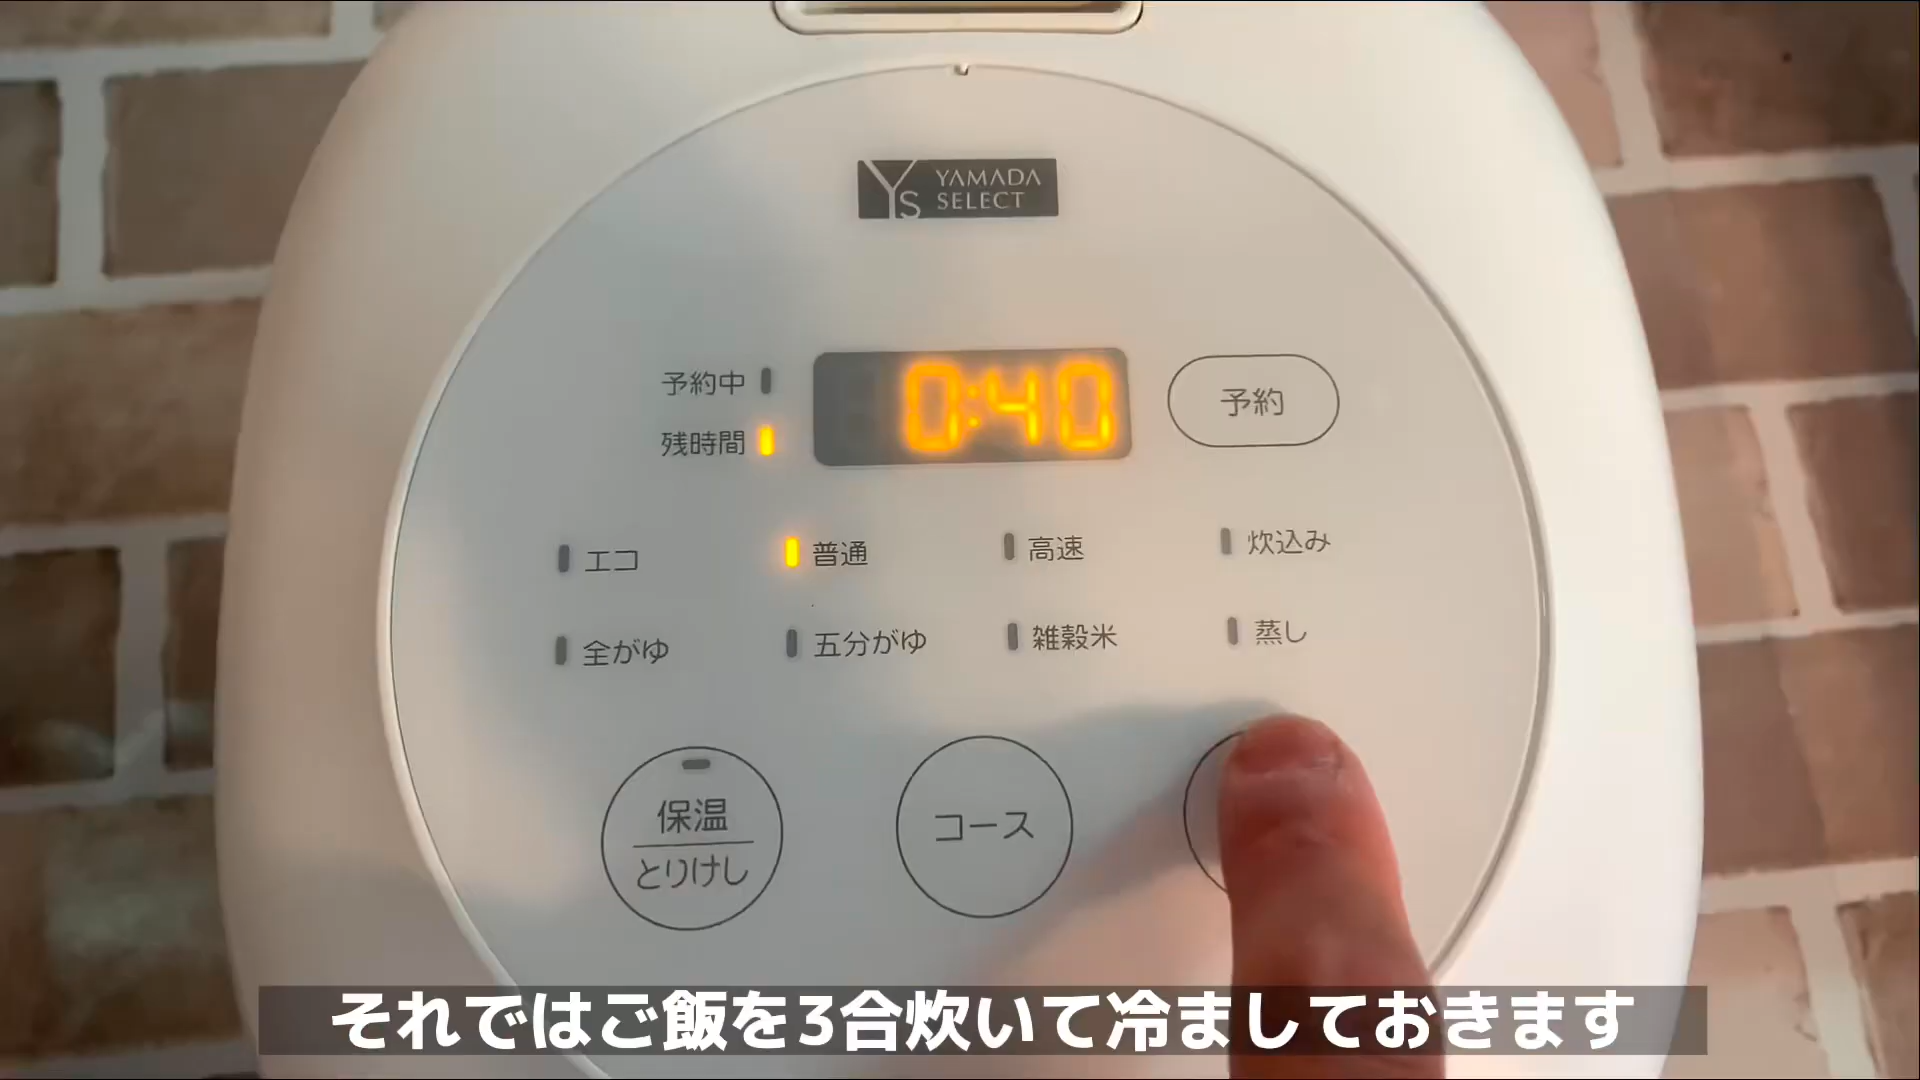 Ys YAMADA
SELECT
予約中
0:40
予約
残時間
エコ
普通
高速
炊込み
全がゆ
五分がゆ
雑穀米
蒸し
保温
とりけし
コース
それではご飯を3合炊いて冷ましておきます